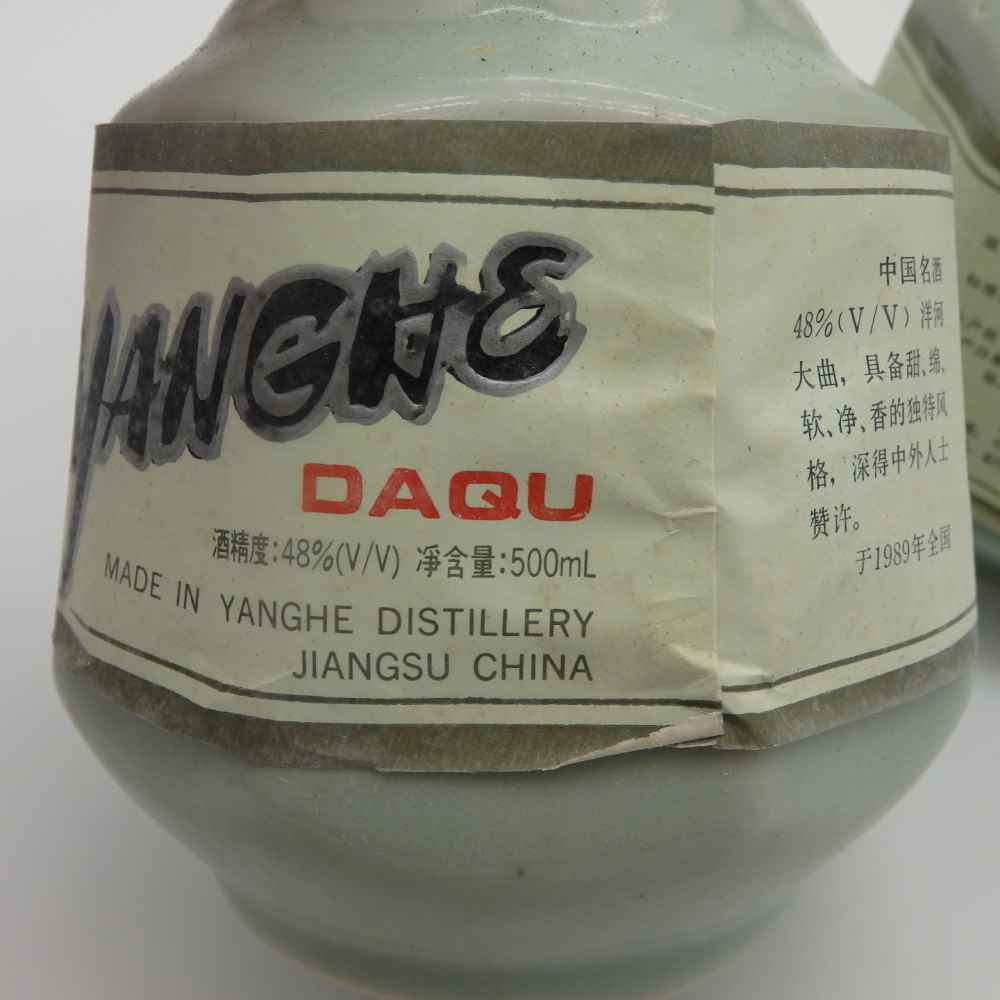 YANGHE
DAQU
酒精度:48%(V/V) 凈含量:500mL
MADE IN YANGHE DISTILLERY
JIANGSU CHINA
中国名酒
48%(V/V) 洋河
大曲，具备甜、绵、
软、净、香的独特风
格，深得中外人士
赞许。
于1989年全国